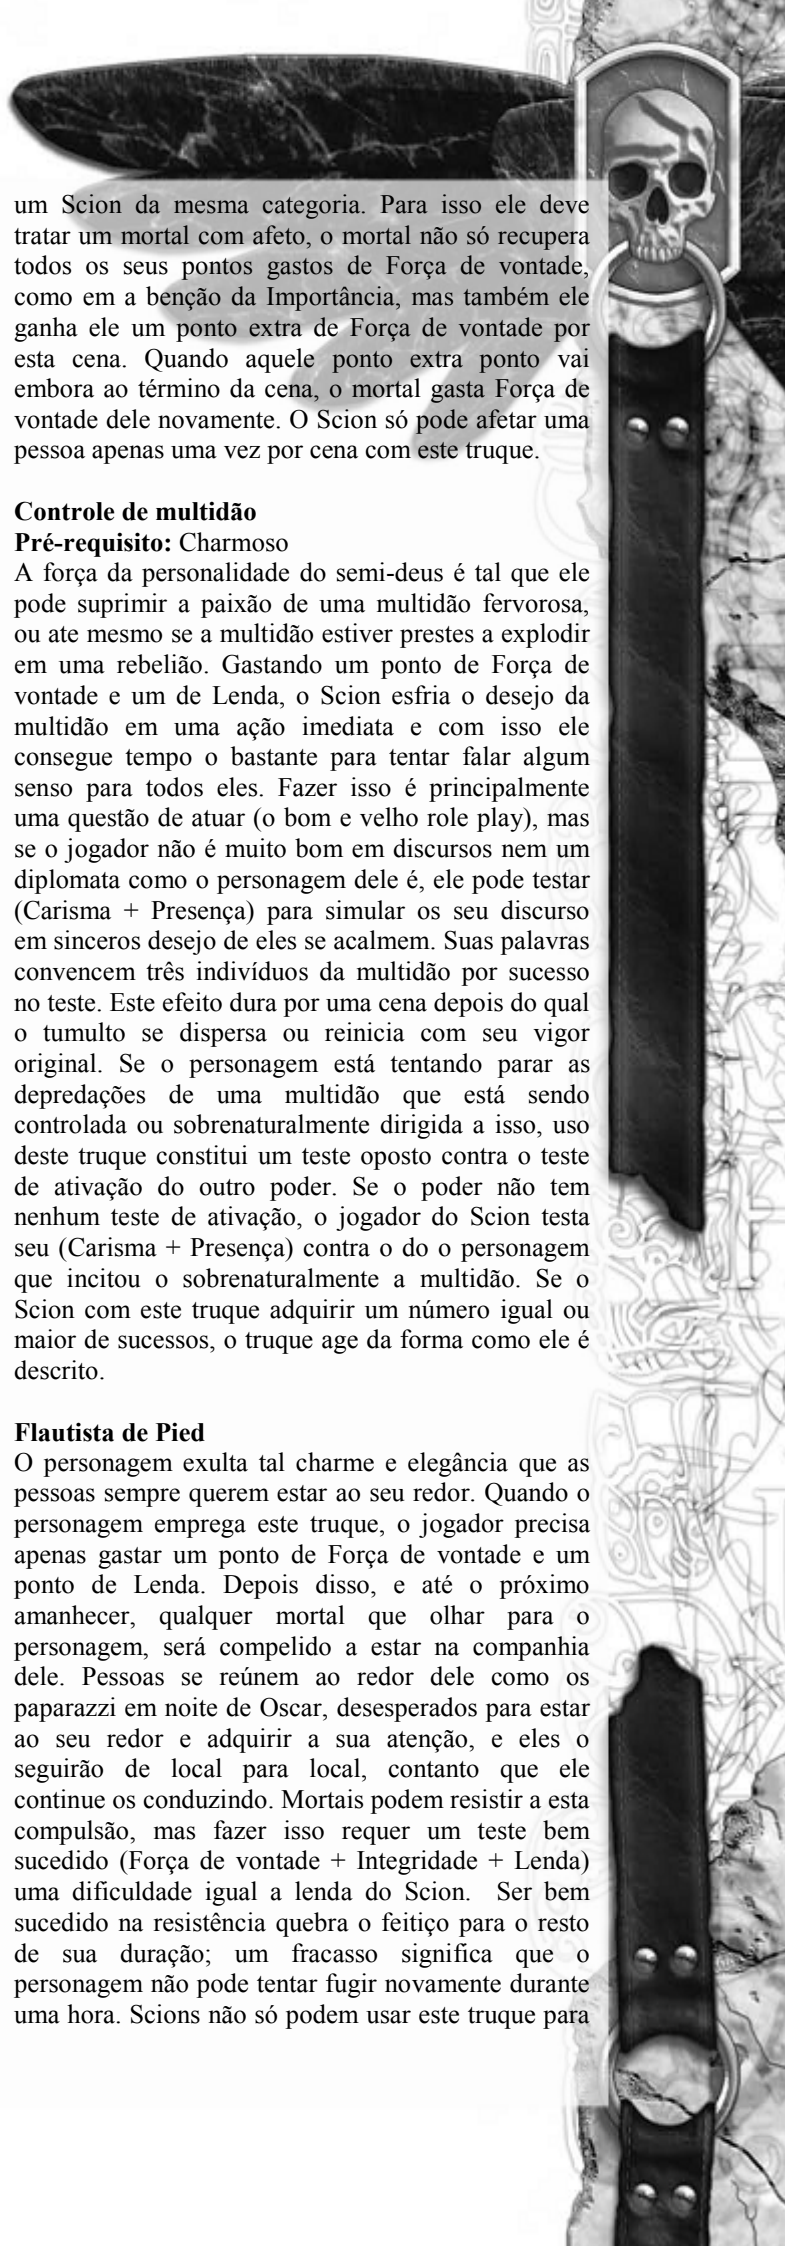 um Scion da mesma categoria. Para isso ele deve
tratar um mortal com afeto, o mortal não só recupera
todos os seus pontos gastos de Força de vontade,
como em a benção da Importância, mas também ele
ganha ele um ponto extra de Força de vontade por
esta cena. Quando aquele ponto extra ponto vai
embora ao término da cena, o mortal gasta Força de
vontade dele novamente. O Scion só pode afetar uma
pessoa apenas uma vez por cena com este truque.

Controle de multidão
Pré-requisito: Charmoso
A força da personalidade do semi-deus é tal que ele
pode suprimir a paixão de uma multidão fervorosa,
ou ate mesmo se a multidão estiver prestes a explodir
em uma rebelião. Gastando um ponto de Força de
vontade e um de Lenda, o Scion esfria o desejo da
multidão em uma ação imediata e com isso ele
consegue tempo o bastante para tentar falar algum
senso para todos eles. Fazer isso é principalmente
uma questão de atuar (o bom e velho role play), mas
se o jogador não é muito bom em discursos nem um
diplomata como o personagem dele é, ele pode testar
(Carisma + Presença) para simular os seu discurso
em sinceros desejo de eles se acalmem. Suas palavras
convencem três indivíduos da multidão por sucesso
no teste. Este efeito dura por uma cena depois do qual
o tumulto se dispersa ou reinicia com seu vigor
original. Se o personagem está tentando parar as
depredações de uma multidão que está sendo
controlada ou sobrenaturalmente dirigida a isso, uso
deste truque constitui um teste oposto contra o teste
de ativação do outro poder. Se o poder não tem
nenhum teste de ativação, o jogador do Scion testa
seu (Carisma + Presença) contra o do o personagem
que incitou o sobrenaturalmente a multidão. Se o
Scion com este truque adquirir um número igual ou
maior de sucessos, o truque age da forma como ele é
descrito.

Flautista de Pied
O personagem exulta tal charme e elegância que as
pessoas sempre querem estar ao seu redor. Quando o
personagem emprega este truque, o jogador precisa
apenas gastar um ponto de Força de vontade e um
ponto de Lenda. Depois disso, e até o próximo
amanhecer, qualquer mortal que olhar para o
personagem, será compelido a estar na companhia
dele. Pessoas se reúnem ao redor dele como os
paparazzi em noite de Oscar, desesperados para estar
ao seu redor e adquirir a sua atenção, e eles o
seguirão de local para local, contanto que ele
continue os conduzindo. Mortais podem resistir a esta
compulsão, mas fazer isso requer um teste bem
sucedido (Força de vontade + Integridade + Lenda)
uma dificuldade igual a lenda do Scion. Ser bem
sucedido na resistência quebra o feitiço para o resto
de sua duração; um fracasso significa que o
personagem não pode tentar fugir novamente durante
uma hora. Scions não só podem usar este truque para